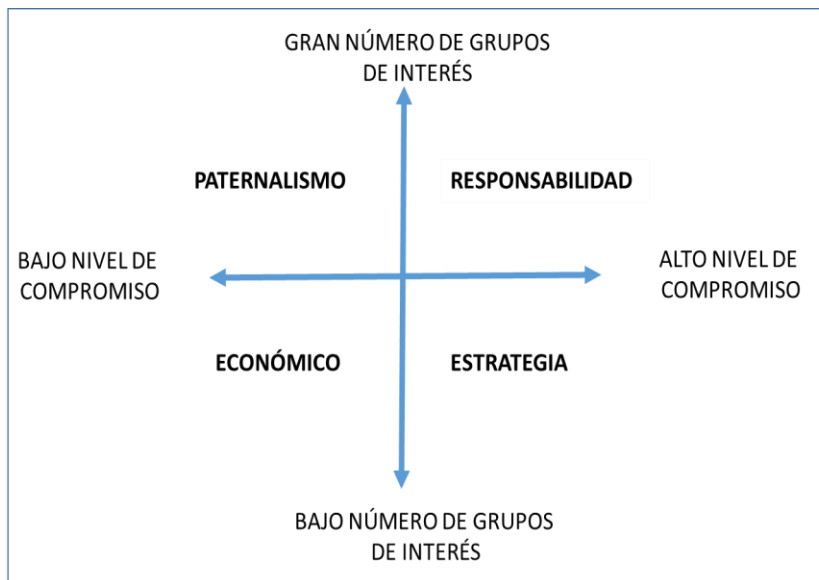 GRAN NÚMERO DE GRUPOS
DE INTERÉS
PATERNALISMO
RESPONSABILIDAD
BAJO NIVEL DE
COMPROMISO
ALTO NIVEL DE
COMPROMISO
ECONÓMICO
ESTRATEGIA
BAJO NÚMERO DE GRUPOS
DE INTERÉS